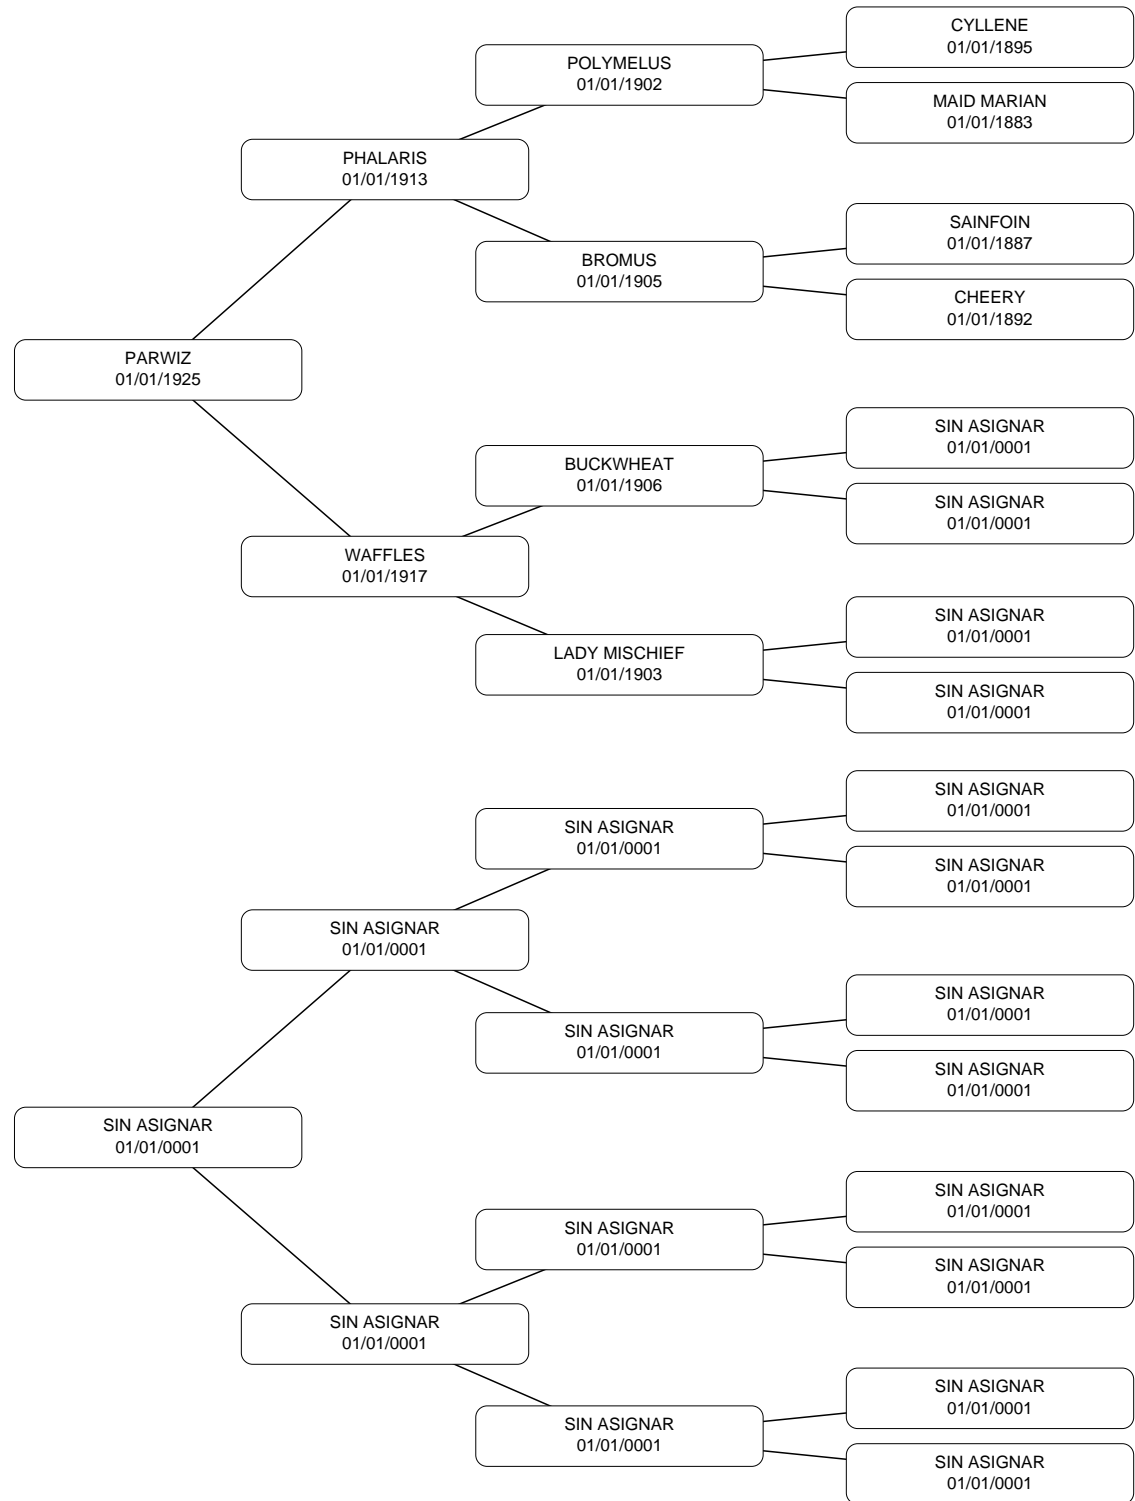 CYLLENE
01/01/1895
POLYMELUS
01/01/1902
MAID MARIAN
01/01/1883
PHALARIS
01/01/1913
SAINFOIN
01/01/1887
BROMUS
01/01/1905
CHEERY
01/01/1892
PARWIZ
01/01/1925
SIN ASIGNAR
01/01/0001
BUCKWHEAT
01/01/1906
SIN ASIGNAR
01/01/0001
WAFFLES
01/01/1917
SIN ASIGNAR
01/01/0001
LADY MISCHIEF
01/01/1903
SIN ASIGNAR
01/01/0001
SIN ASIGNAR
01/01/0001
SIN ASIGNAR
01/01/0001
SIN ASIGNAR
01/01/0001
SIN ASIGNAR
01/01/0001
SIN ASIGNAR
01/01/0001
SIN ASIGNAR
01/01/0001
SIN ASIGNAR
01/01/0001
SIN ASIGNAR
01/01/0001
SIN ASIGNAR
01/01/0001
SIN ASIGNAR
01/01/0001
SIN ASIGNAR
01/01/0001
SIN ASIGNAR
01/01/0001
SIN ASIGNAR
01/01/0001
SIN ASIGNAR
01/01/0001
SIN ASIGNAR
01/01/0001